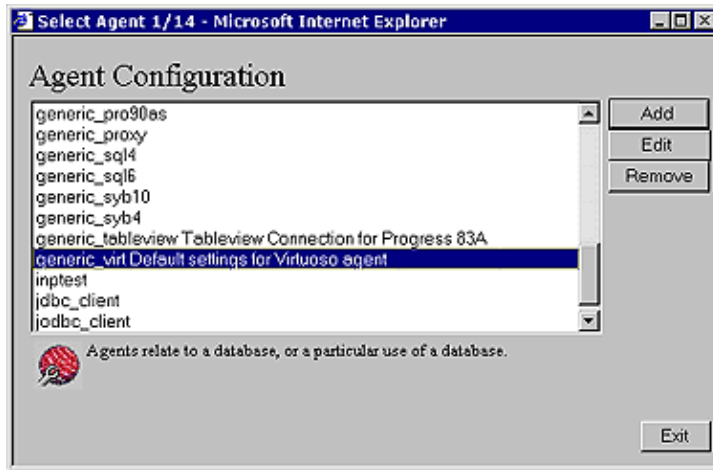 Select Agent 1/14 - Microsoft Internet Explorer
Agent Configuration
generic_pro90as
generic_proxy
generic_sql4
generic_sql6
generic_syb10
generic_syb4
generic_tableview Tableview Connection for Progress 83A
generic_virt Default settings for Virtuoso agent
inptest
jdbc_client
jodbc_client
Add
Edit
Remove
Agents relate to a database, or a particular use of a database.
Exit